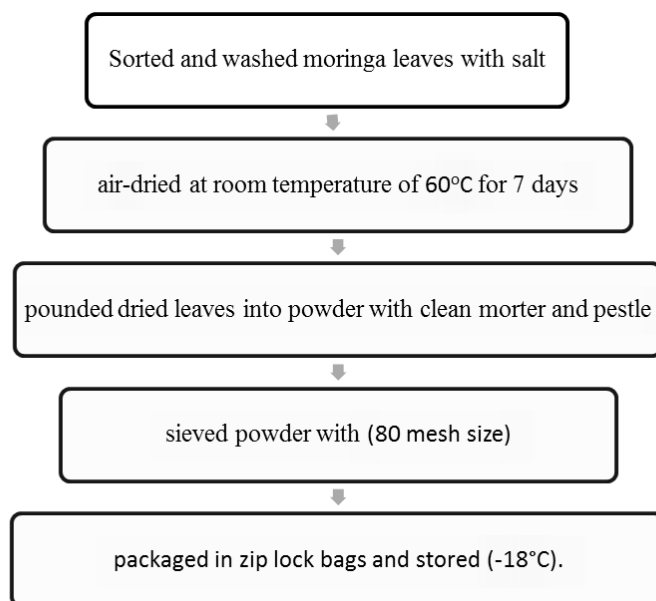 Sorted and washed moringa leaves with salt
air-dried at room temperature of 60°C for 7 days
pounded dried leaves into powder with clean morter and pestle
sieved powder with (80 mesh size)
packaged in zip lock bags and stored (-18°C).